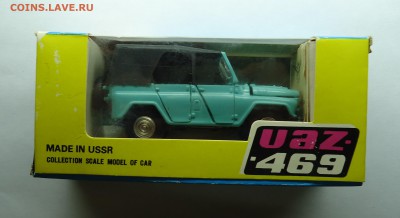 COINS.LAVE.RU
MADE IN USSR
COLLECTION SCALE MODEL OF CAR
uaz
·469